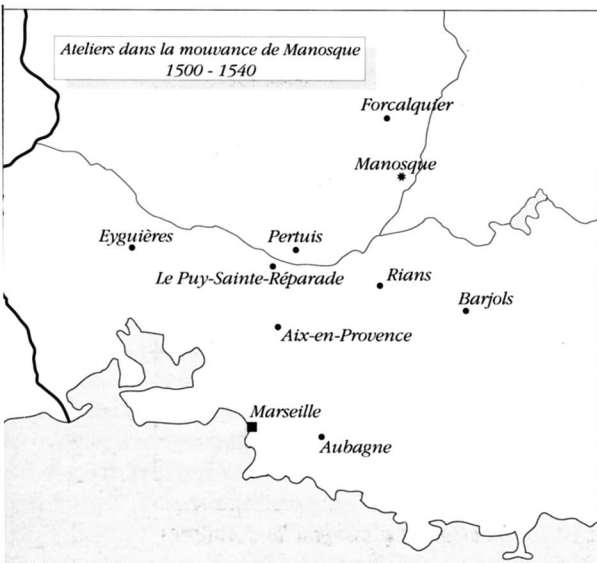 Ateliers dans la mouvance de Manosque
1500 - 1540
Forcalquier
Manosque
Eyguières
Pertuis
Le Puy-Sainte-Réparade
Rians
Barjols
Aix-en-Provence
Marseille
Aubagne